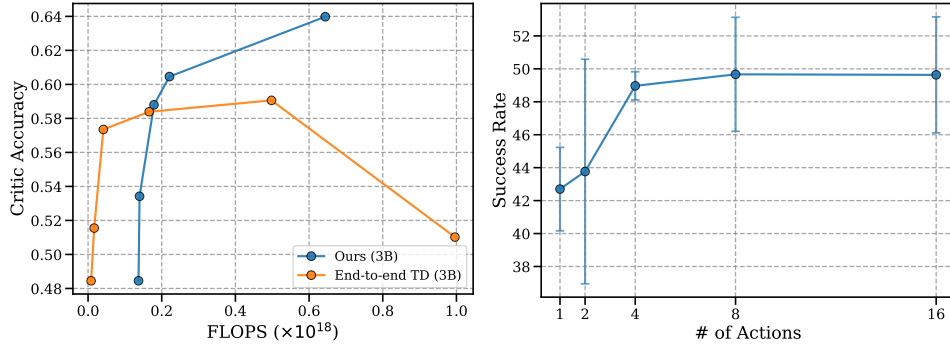 Critic Accuracy
0.64
0.62
0.60
0.58
0.56
0.54
0.52
0.50
0.48
0.0 0.2 0.4 0.6 0.8 1.0
FLOPS (×10¹⁸)
Ours (3B)
End-to-end TD (3B)
Success Rate
52
50
48
46
44
42
40
38
1 2 4 8 16
# of Actions